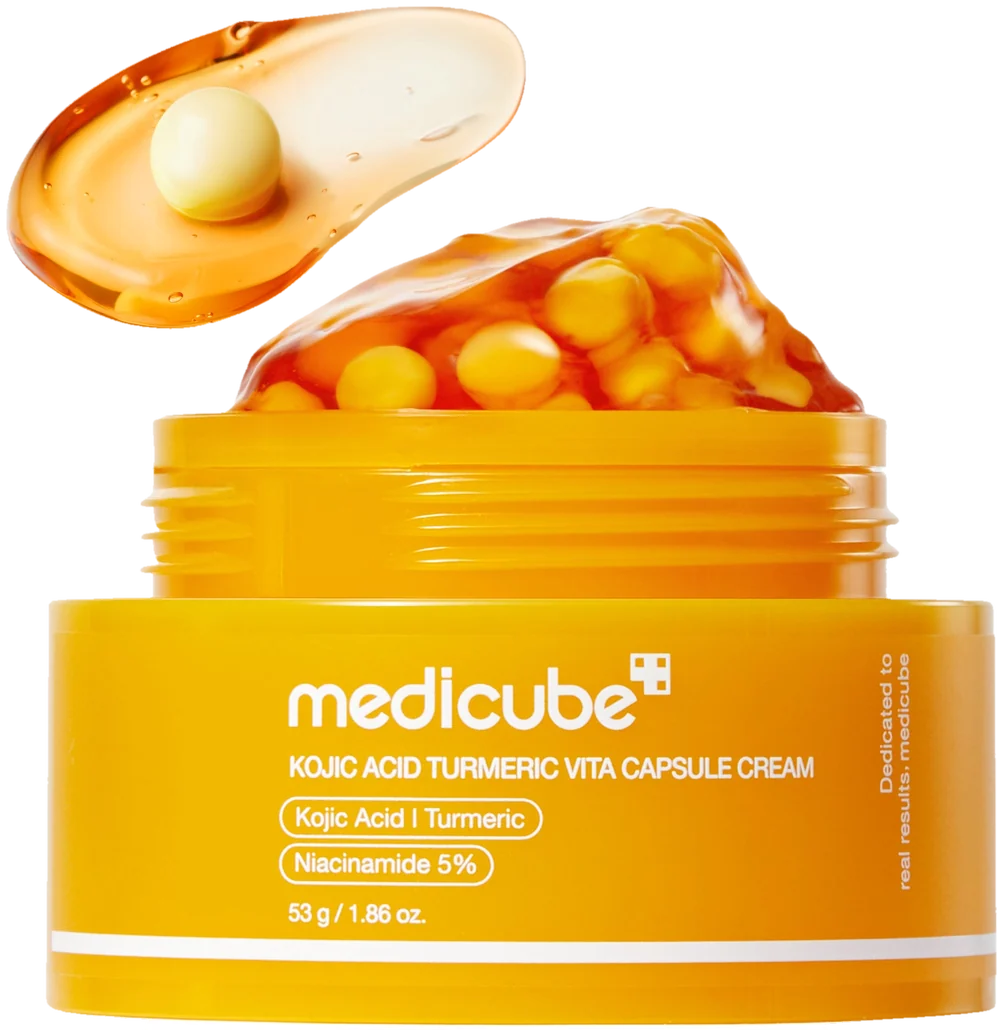 medicube
KOJIC ACID TURMERIC VITA CAPSULE CREAM
Kojic Acid | Turmeric
Niacinamide 5%
53 g / 1.86 oz.
Dedicated to
real results, medicube